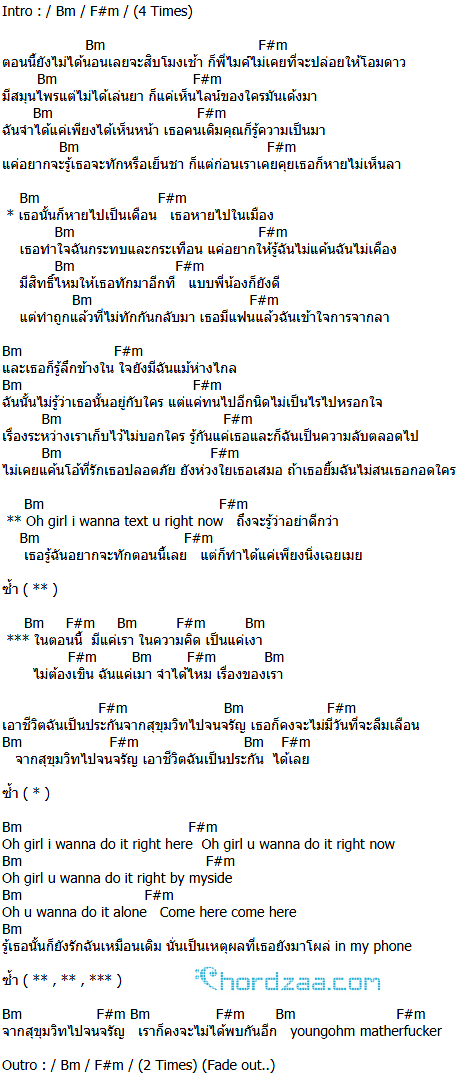 Intro : / Bm / F#m / (4 Times)
Bm F#m
ตอนนี้ยังไม่ได้นอนเลยจะสิบโมงเช้า ก็พี่ไมค์ไม่เคยที่จะปล่อยให้โอมดาว
Bm F#m
มีสมุนไพรแต่ไม่ได้เล่นยา ก็แค่เห็นไลน์ของใครมันเด้งมา
Bm F#m
ฉันจำได้แค่เพียงได้เห็นหน้า เธอคนเดิมคุณก็รู้ความเป็นมา
Bm F#m
แค่อยากจะรู้เธอจะทักหรือเย็นชา ก็แต่ก่อนเราเคยคุยเธอก็หายไม่เห็นลา
Bm F#m
* เธอนั้นก็หายไปเป็นเดือน เธอหายไปในเมือง
Bm F#m
เธอทำใจฉันกระทบและกระเทือน แค่อยากให้รู้ฉันไม่แค้นฉันไม่เคือง
Bm F#m
มีสิทธิ์ไหมให้เธอทักมาอีกที แบบพี่น้องก็ยังดี
Bm F#m
แต่ทำถูกแล้วที่ไม่ทักกันกลับมา เธอมีแฟนแล้วฉันเข้าใจการจากลา
Bm F#m
และเธอก็รู้ลึกข้างใน ใจยังมีฉันแม้ห่างไกล
Bm F#m
ฉันนั้นไม่รู้ว่าเธอนั้นอยู่กับใคร แต่แค่ทนไปอีกนิดไม่เป็นไรไปหรอกใจ
Bm F#m
เรื่องระหว่างเราเก็บไว้ไม่บอกใคร รู้กันแค่เธอและก็ฉันเป็นความลับตลอดไป
Bm F#m
ไม่เคยแค้นโอ้ที่รักเธอปลอดภัย ยังห่วงใยเธอเสมอ ถ้าเธอยิ้มฉันไม่สนเธอกอดใคร
Bm F#m
** Oh girl i wanna text u right now ถึงจะรู้ว่าอย่าดีกว่า
Bm F#m
เธอรู้ฉันอยากจะทักตอนนี้เลย แต่ก็ทำได้แค่เพียงนิ่งเฉยเมย
ซ้ำ ( ** )
Bm F#m Bm F#m Bm
*** ในตอนนี้ มีแค่เรา ในความคิด เป็นแค่เงา
F#m Bm F#m Bm
ไม่ต้องเขิน ฉันแค่เมา จำได้ไหม เรื่องของเรา
F#m Bm F#m
เอาชีวิตฉันเป็นประกันจากสุขุมวิทไปจนจรัญ เธอก็คงจะไม่มีวันที่จะลืมเลือน
Bm F#m Bm F#m
จากสุขุมวิทไปจนจรัญ เอาชีวิตฉันเป็นประกัน ได้เลย
ซ้ำ ( * )
Bm F#m
Oh girl i wanna do it right here Oh girl u wanna do it right now
Bm F#m
Oh girl u wanna do it right by myside
Bm F#m
Oh u wanna do it alone Come here come here
Bm
รู้เธอนั้นก็ยังรักฉันเหมือนเดิม นั่นเป็นเหตุผลที่เธอยังมาโผล่ in my phone
ซ้ำ ( ** , ** , *** )
chordzaa.com
Bm F#m Bm F#m Bm F#m
จากสุขุมวิทไปจนจรัญ เราก็คงจะไม่ได้พบกันอีก youngohm matherfucker
Outro : / Bm / F#m / (2 Times) (Fade out..)